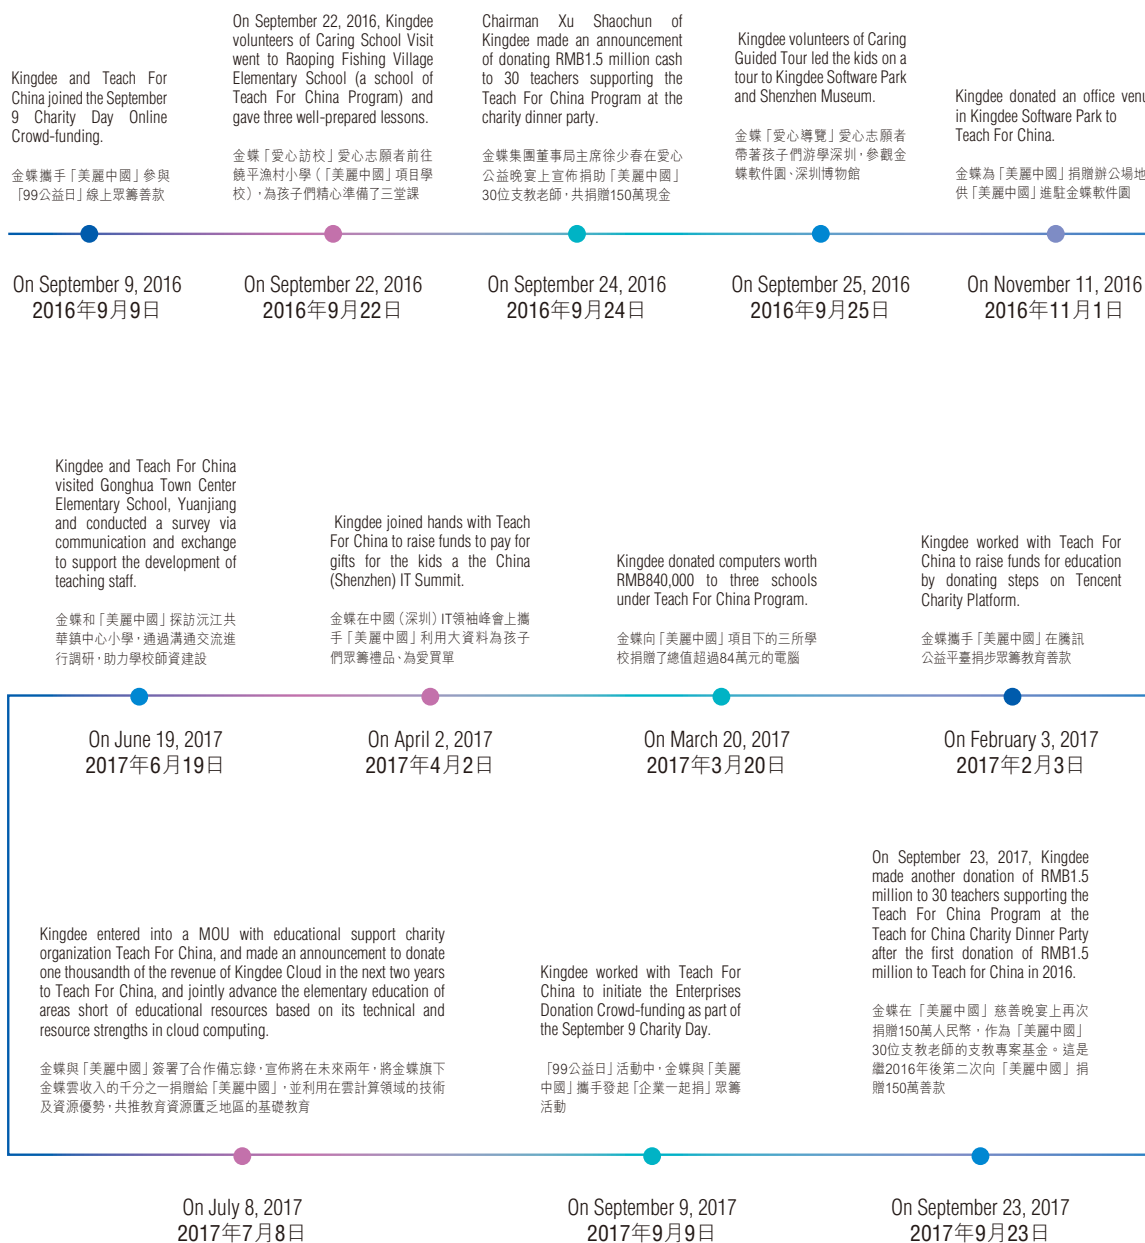 Kingdee and Teach For
China joined the September
9 Charity Day Online
Crowd-funding.
金蝶攜手「美麗中國」參與
「99公益日」線上眾籌善款
On September 9, 2016
2016年9月9日
On September 22, 2016, Kingdee
volunteers of Caring School Visit
went to Raoping Fishing Village
Elementary School (a school of
Teach For China Program) and
gave three well-prepared lessons.
金蝶「愛心訪校」愛心志願者前往
饒平漁村小學（「美麗中國」項目學
校），為孩子們精心準備了三堂課
On September 22, 2016
2016年9月22日
Chairman Xu Shaochun of
Kingdee made an announcement
of donating RMB1.5 million cash
to 30 teachers supporting the
Teach For China Program at the
charity dinner party.
金蝶集團董事局主席徐少春在愛心
公益晚宴上宣佈捐助「美麗中國」
30位支教老師，共捐贈150萬現金
On September 24, 2016
2016年9月24日
Kingdee volunteers of Caring
Guided Tour led the kids on a
tour to Kingdee Software Park
and Shenzhen Museum.
金蝶「愛心導覽」愛心志願者
帶著孩子們游學深圳，參觀金
蝶軟件園、深圳博物館
On September 25, 2016
2016年9月25日
Kingdee donated an office venu
in Kingdee Software Park to
Teach For China.
金蝶為「美麗中國」捐贈辦公場地
供「美麗中國」進駐金蝶軟件園
On November 11, 2016
2016年11月1日
Kingdee and Teach For China
visited Gonghua Town Center
Elementary School, Yuanjiang
and conducted a survey via
communication and exchange
to support the development of
teaching staff.
金蝶和「美麗中國」探訪沅江共
華鎮中心小學，通過溝通交流進
行調研，助力學校師資建設
On June 19, 2017
2017年6月19日
Kingdee joined hands with Teach
For China to raise funds to pay for
gifts for the kids a the China
(Shenzhen) IT Summit.
金蝶在中國（深圳）IT領袖峰會上攜
手「美麗中國」利用大資料為孩子
們眾籌禮品、為愛買單
On April 2, 2017
2017年4月2日
Kingdee donated computers worth
RMB840,000 to three schools
under Teach For China Program.
金蝶向「美麗中國」項目下的三所學
校捐贈了總值超過84萬元的電腦
On March 20, 2017
2017年3月20日
Kingdee worked with Teach For
China to raise funds for education
by donating steps on Tencent
Charity Platform.
金蝶攜手「美麗中國」在騰訊
公益平臺捐步眾籌教育善款
On February 3, 2017
2017年2月3日
Kingdee entered into a MOU with educational support charity
organization Teach For China, and made an announcement to donate
one thousandth of the revenue of Kingdee Cloud in the next two years
to Teach For China, and jointly advance the elementary education of
areas short of educational resources based on its technical and
resource strengths in cloud computing.
金蝶與「美麗中國」簽署了合作備忘錄，宣佈將在未來兩年，將金蝶旗下
金蝶雲收入的千分之一捐贈給「美麗中國」，並利用在雲計算領域的技術
及資源優勢，共推教育資源匱乏地區的基礎教育
On July 8, 2017
2017年7月8日
Kingdee worked with Teach For
China to initiate the Enterprises
Donation Crowd-funding as part of
the September 9 Charity Day.
「99公益日」活動中，金蝶與「美麗
中國」攜手發起「企業一起捐」眾籌
活動
On September 9, 2017
2017年9月9日
On September 23, 2017, Kingdee
made another donation of RMB1.5
million to 30 teachers supporting the
Teach For China Program at the
Teach for China Charity Dinner Party
after the first donation of RMB1.5
million to Teach for China in 2016.
金蝶在「美麗中國」慈善晚宴上再次
捐贈150萬人民幣，作為「美麗中國」
30位支教老師的支教專案基金。這是
繼2016年後第二次向「美麗中國」捐
贈150萬善款
On September 23, 2017
2017年9月23日